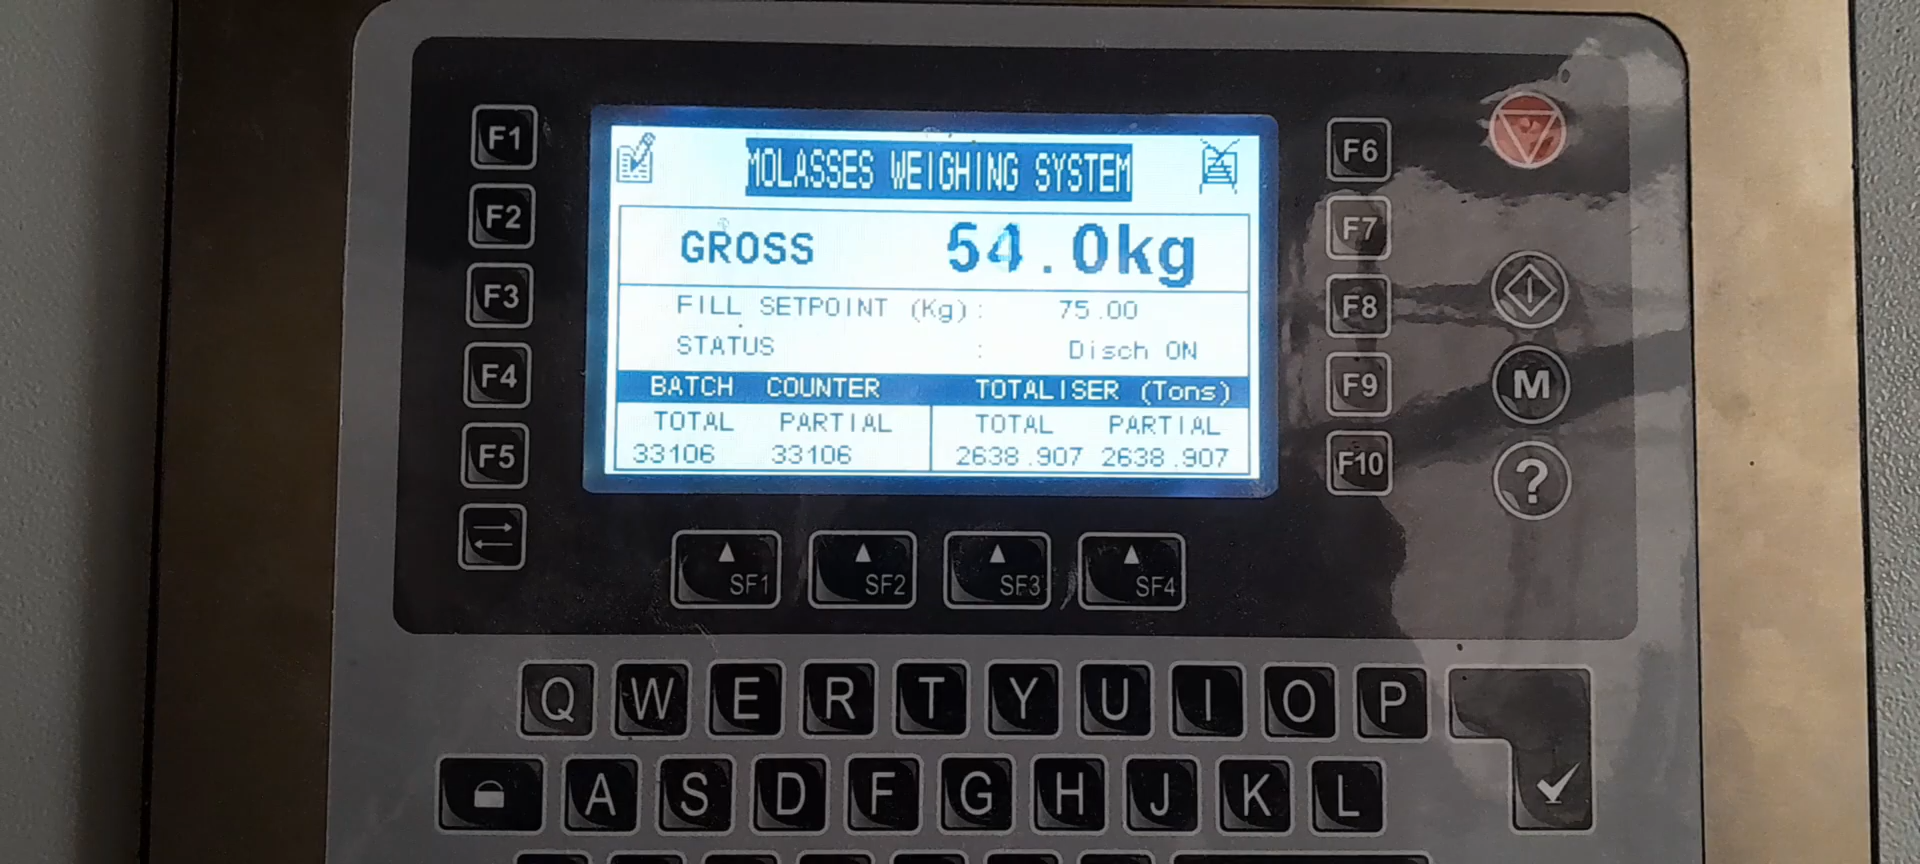 MOLASSES WEIGHING SYSTEM
GROSS 54.0kg
FILL SETPOINT (Kg): 75.00
STATUS : Disch ON
BATCH COUNTER TOTALISER (Tons)
TOTAL PARTIAL TOTAL PARTIAL
33106 33106 2638.907 2638.907
F1
F2
F3
F4
F5
F6
F7
F8
F9
F10
M
?
SF1 SF2 SF3 SF4
Q W E R T Y U I O P
A S D F G H J K L